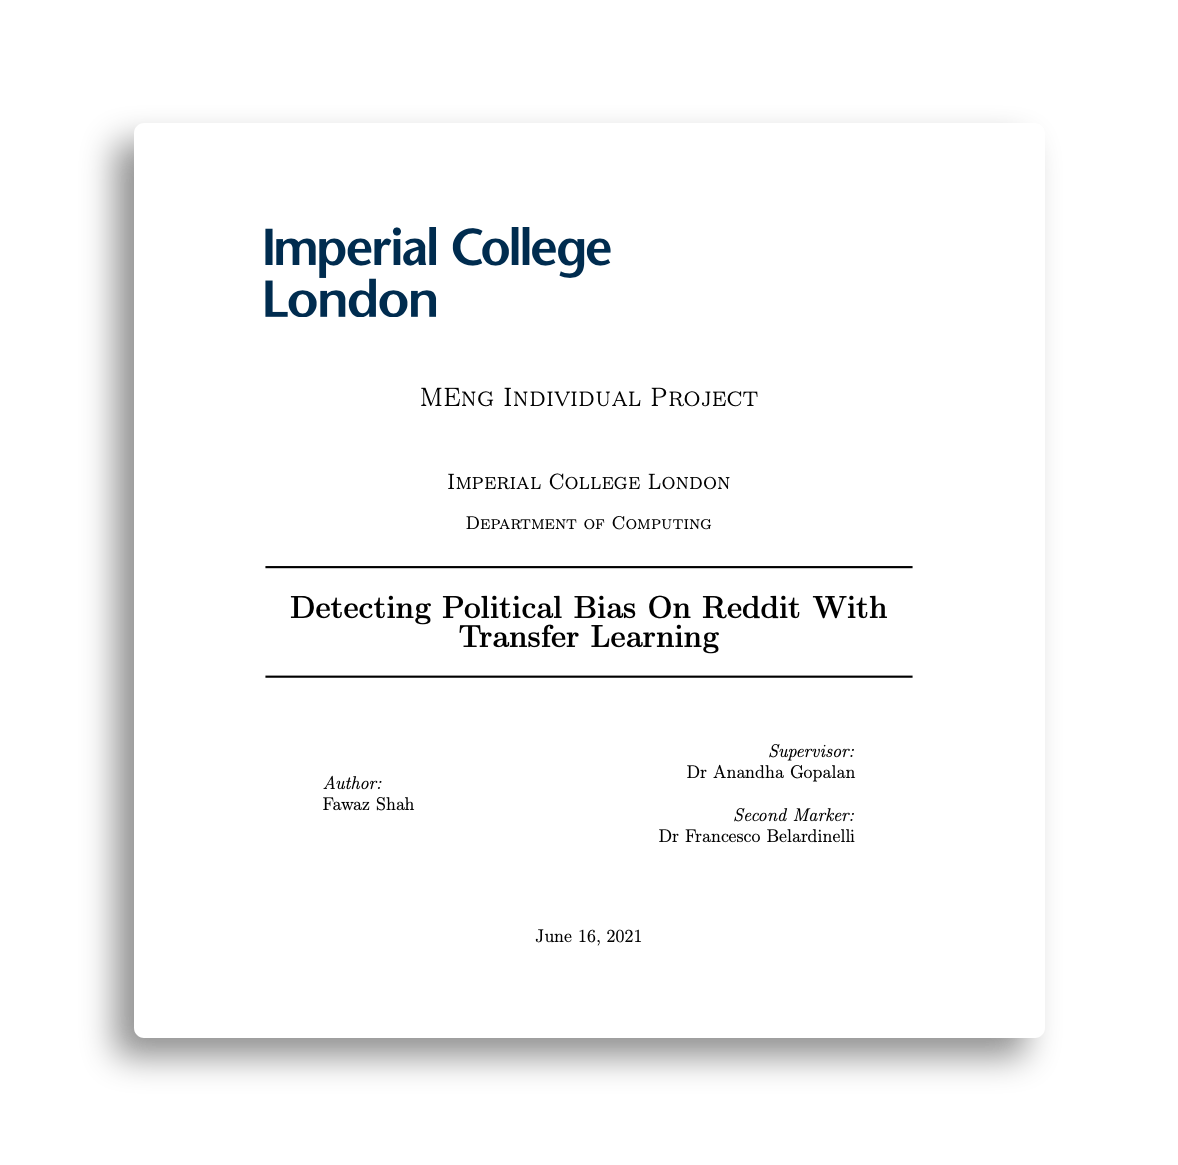 Imperial College
London
MEng Individual Project
Imperial College London
Department of Computing
Detecting Political Bias On Reddit With
Transfer Learning
Author:
Fawaz Shah
Supervisor:
Dr Anandha Gopalan
Second Marker:
Dr Francesco Belardinelli
June 16, 2021